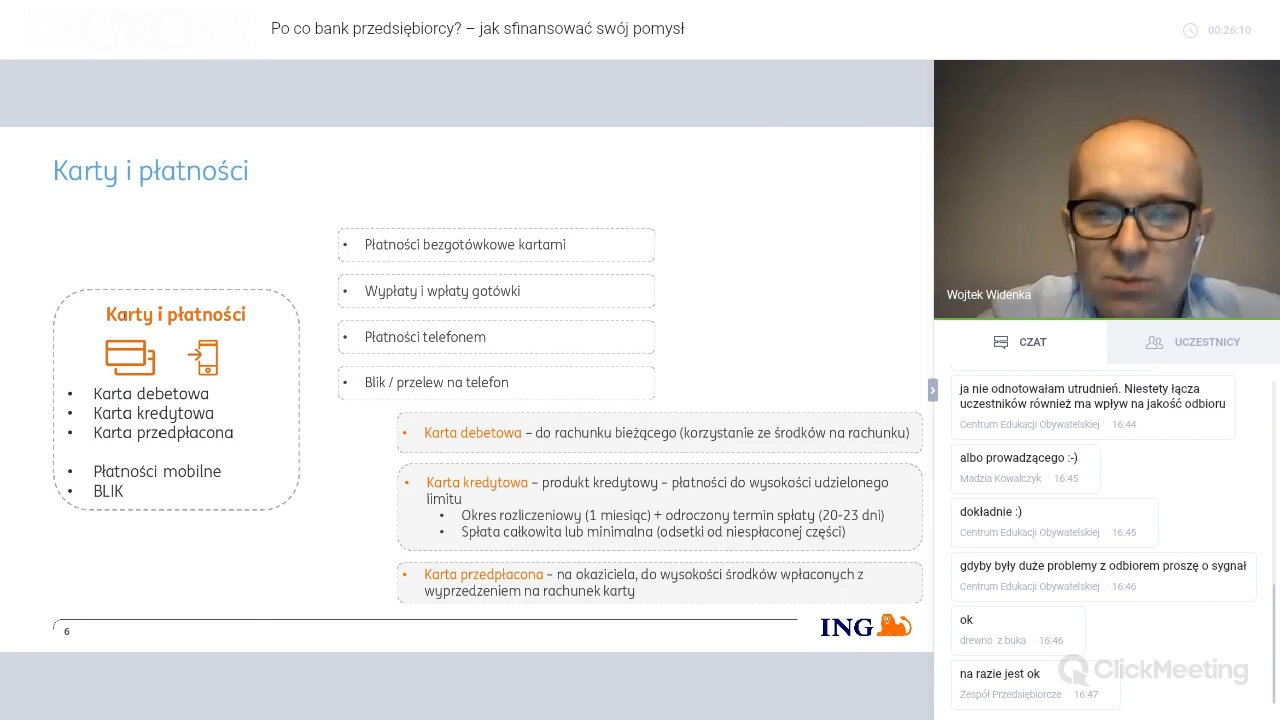 Po co bank przedsiębiorcy? – jak sfinansować swój pomysł
00:26:10
Karty i płatności
Karty i płatności
• Karta debetowa
• Karta kredytowa
• Karta przedpłacona
• Płatności mobilne
• BLIK
• Płatności bezgotówkowe kartami
• Wypłaty i wpłaty gotówki
• Płatności telefonem
• Blik / przelew na telefon
• Karta debetowa – do rachunku bieżącego (korzystanie ze środków na rachunku)
• Karta kredytowa – produkt kredytowy – płatności do wysokości udzielonego
limitu
• Okres rozliczeniowy (1 miesiąc) + odroczony termin spłaty (20-23 dni)
• Spłata całkowita lub minimalna (odsetki od niespłaconej części)
• Karta przedpłacona – na okaziciela, do wysokości środków wpłaconych z
wyprzedzeniem na rachunek karty
6
ING
Wojtek Widenka
CZAT
UCZESTNICY
ja nie odnotowałam utrudnień. Niestety łącza
uczestników również ma wpływ na jakość odbioru
Centrum Edukacji Obywatelskiej · 16:44
albo prowadzącego :-)
Madzia Kowalczyk · 16:45
dokładnie :)
Centrum Edukacji Obywatelskiej · 16:45
gdyby były duże problemy z odbiorem proszę o sygnał
Centrum Edukacji Obywatelskiej · 16:46
ok
drewno z buka · 16:46
na razie jest ok
Zespół Przedsiębiorcze · 16:47
ClickMeeting